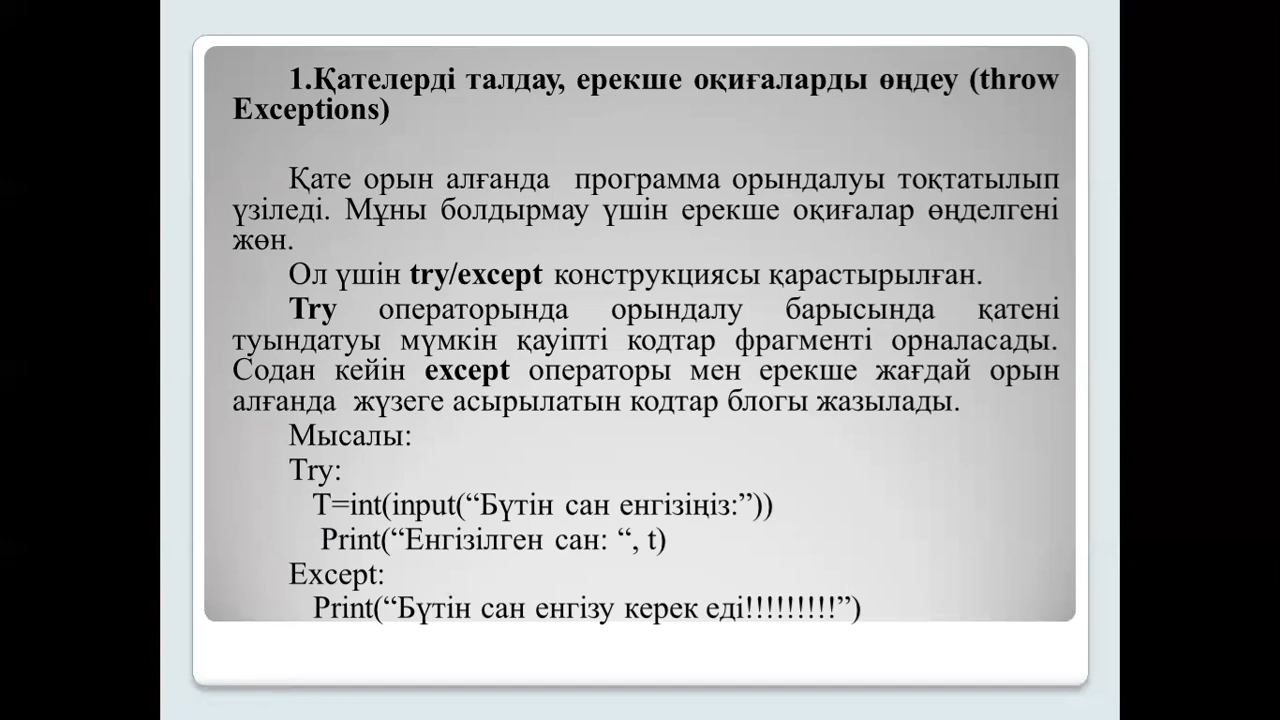 1.Қателерді талдау, ерекше оқиғаларды өңдеу (throw
Exceptions)
Қате орын алғанда программа орындалуы тоқтатылып
үзіледі. Мұны болдырмау үшін ерекше оқиғалар өңделгені
жөн.
Ол үшін try/except конструкциясы қарастырылған.
Try операторында орындалу барысында қатені
туындатуы мүмкін қауіпті кодтар фрагменті орналасады.
Содан кейін except операторы мен ерекше жағдай орын
алғанда жүзеге асырылатын кодтар блогы жазылады.
Мысалы:
Try:
T=int(input(“Бүтін сан енгізіңіз:”))
Print(“Енгізілген сан: “, t)
Except:
Print(“Бүтін сан енгізу керек еді!!!!!!!!!”)